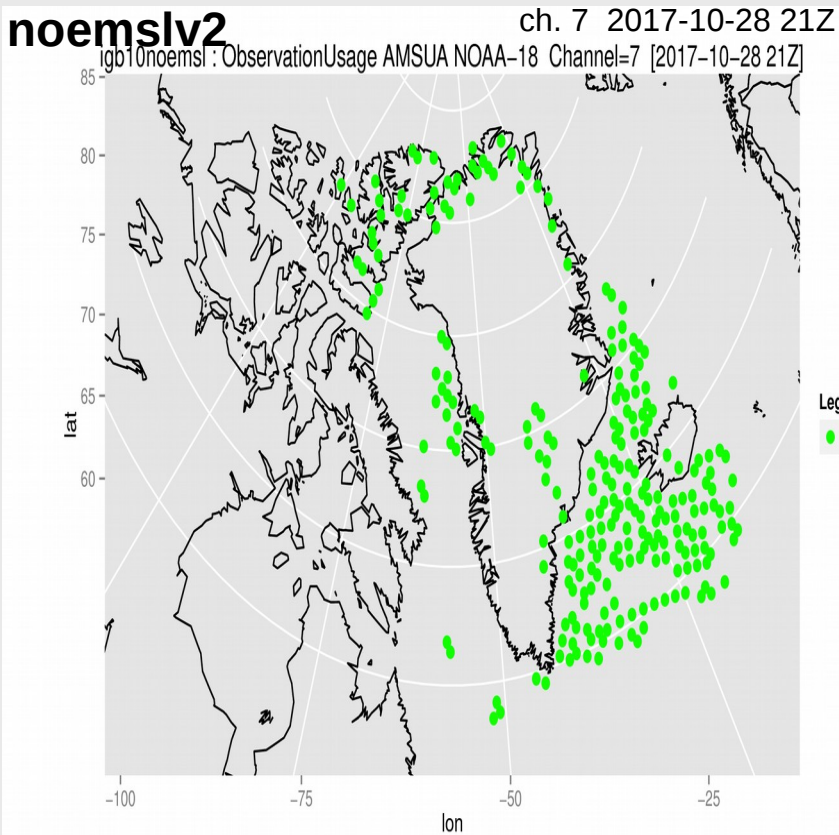 noemslv2
ch. 7 2017-10-28 21Z
igb10noemsl : ObservationUsage AMSUA NOAA−18 Channel=7 [2017−10−28 21Z]
85
80
75
70
65
60
lat
Leg
−100
−75
−50
−25
lon